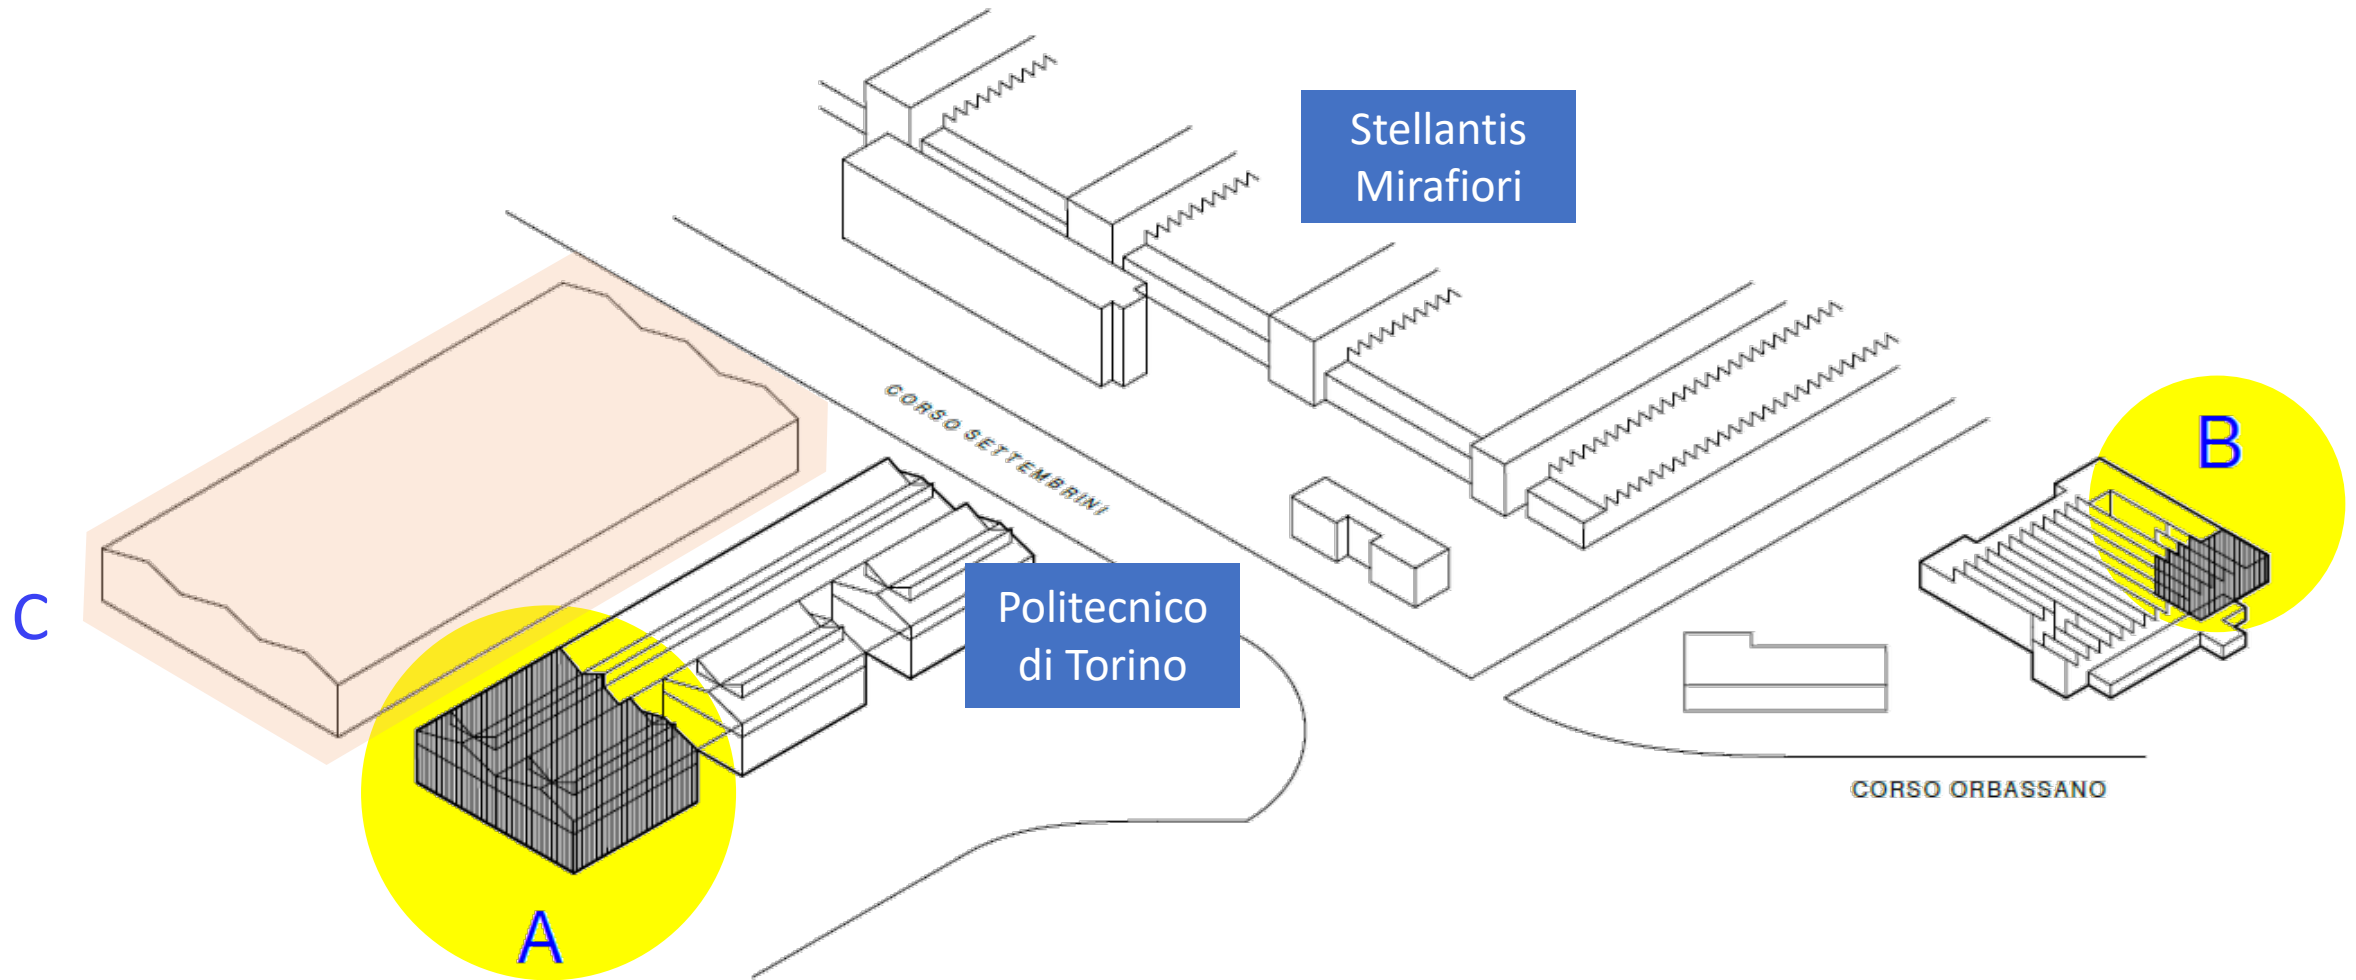 Stellantis
Mirafiori
CORSO SETTEMBRINI
B
Politecnico
di Torino
C
CORSO ORBASSANO
A